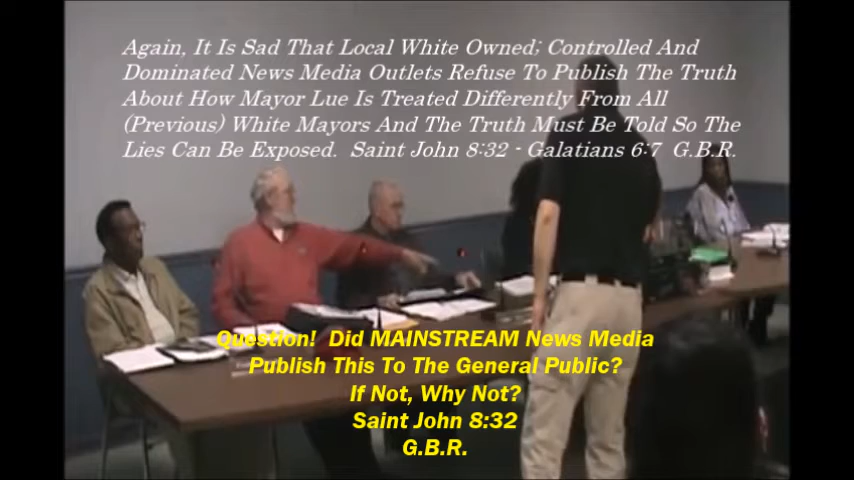 Again, It Is Sad That Local White Owned; Controlled And
Dominated News Media Outlets Refuse To Publish The Truth
About How Mayor Lue Is Treated Differently From All
(Previous) White Mayors And The Truth Must Be Told So The
Lies Can Be Exposed.  Saint John 8:32 - Galatians 6:7  G.B.R.
Question!  Did MAINSTREAM News Media
Publish This To The General Public?
If Not, Why Not?
Saint John 8:32
G.B.R.